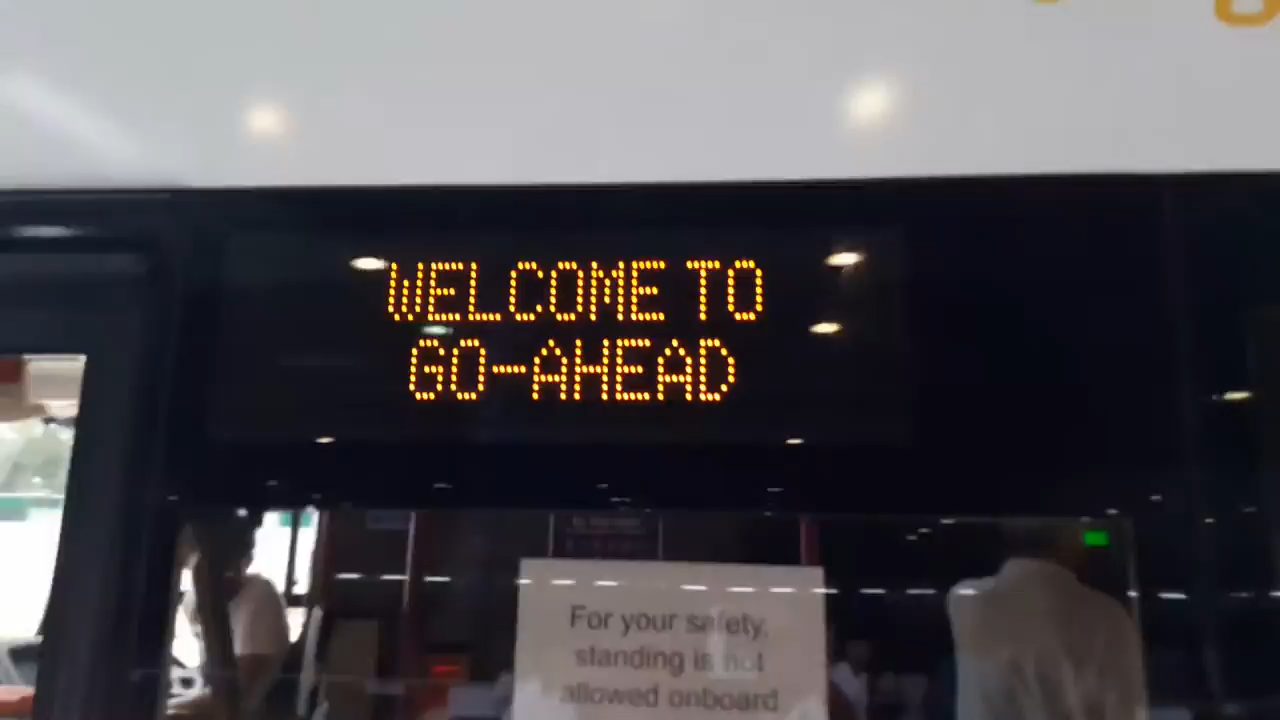 WELCOME TO
GO-AHEAD
For your safety,
standing is not
allowed onboard